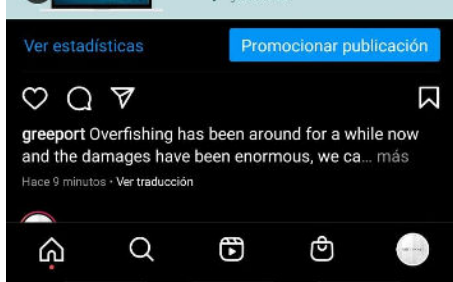 Ver estadísticas
Promocionar publicación
greeport Overfishing has been around for a while now
and the damages have been enormous, we ca... más
Hace 9 minutos · Ver traducción